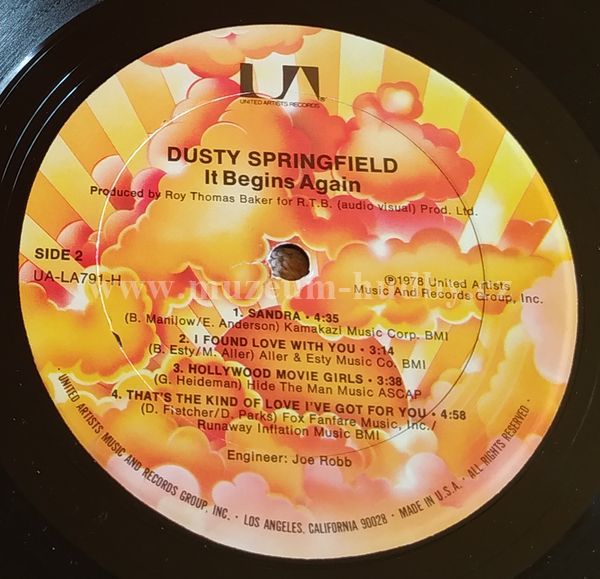 UA
UNITED ARTISTS RECORDS
®
DUSTY SPRINGFIELD
It Begins Again
Produced by Roy Thomas Baker for R.T.B. (audio visual) Prod. Ltd.
SIDE 2
UA-LA791-H
℗1978 United Artists
Music And Records Group, Inc.
1. SANDRA • 4:35
(B. Manilow/E. Anderson) Kamakazi Music Corp. BMI
2. I FOUND LOVE WITH YOU • 3:14
(B. Esty/M. Aller) Aller & Esty Music Co. BMI
3. HOLLYWOOD MOVIE GIRLS • 3:38
(G. Heideman) Hide The Man Music ASCAP
4. THAT'S THE KIND OF LOVE I'VE GOT FOR YOU • 4:58
(D. Fistcher/D. Parks) Fox Fanfare Music, Inc./
Runaway Inflation Music BMI
Engineer: Joe Robb
UNITED ARTISTS MUSIC AND RECORDS GROUP, INC. • LOS ANGELES, CALIFORNIA 90028 • MADE IN U.S.A. • ALL RIGHTS RESERVED •